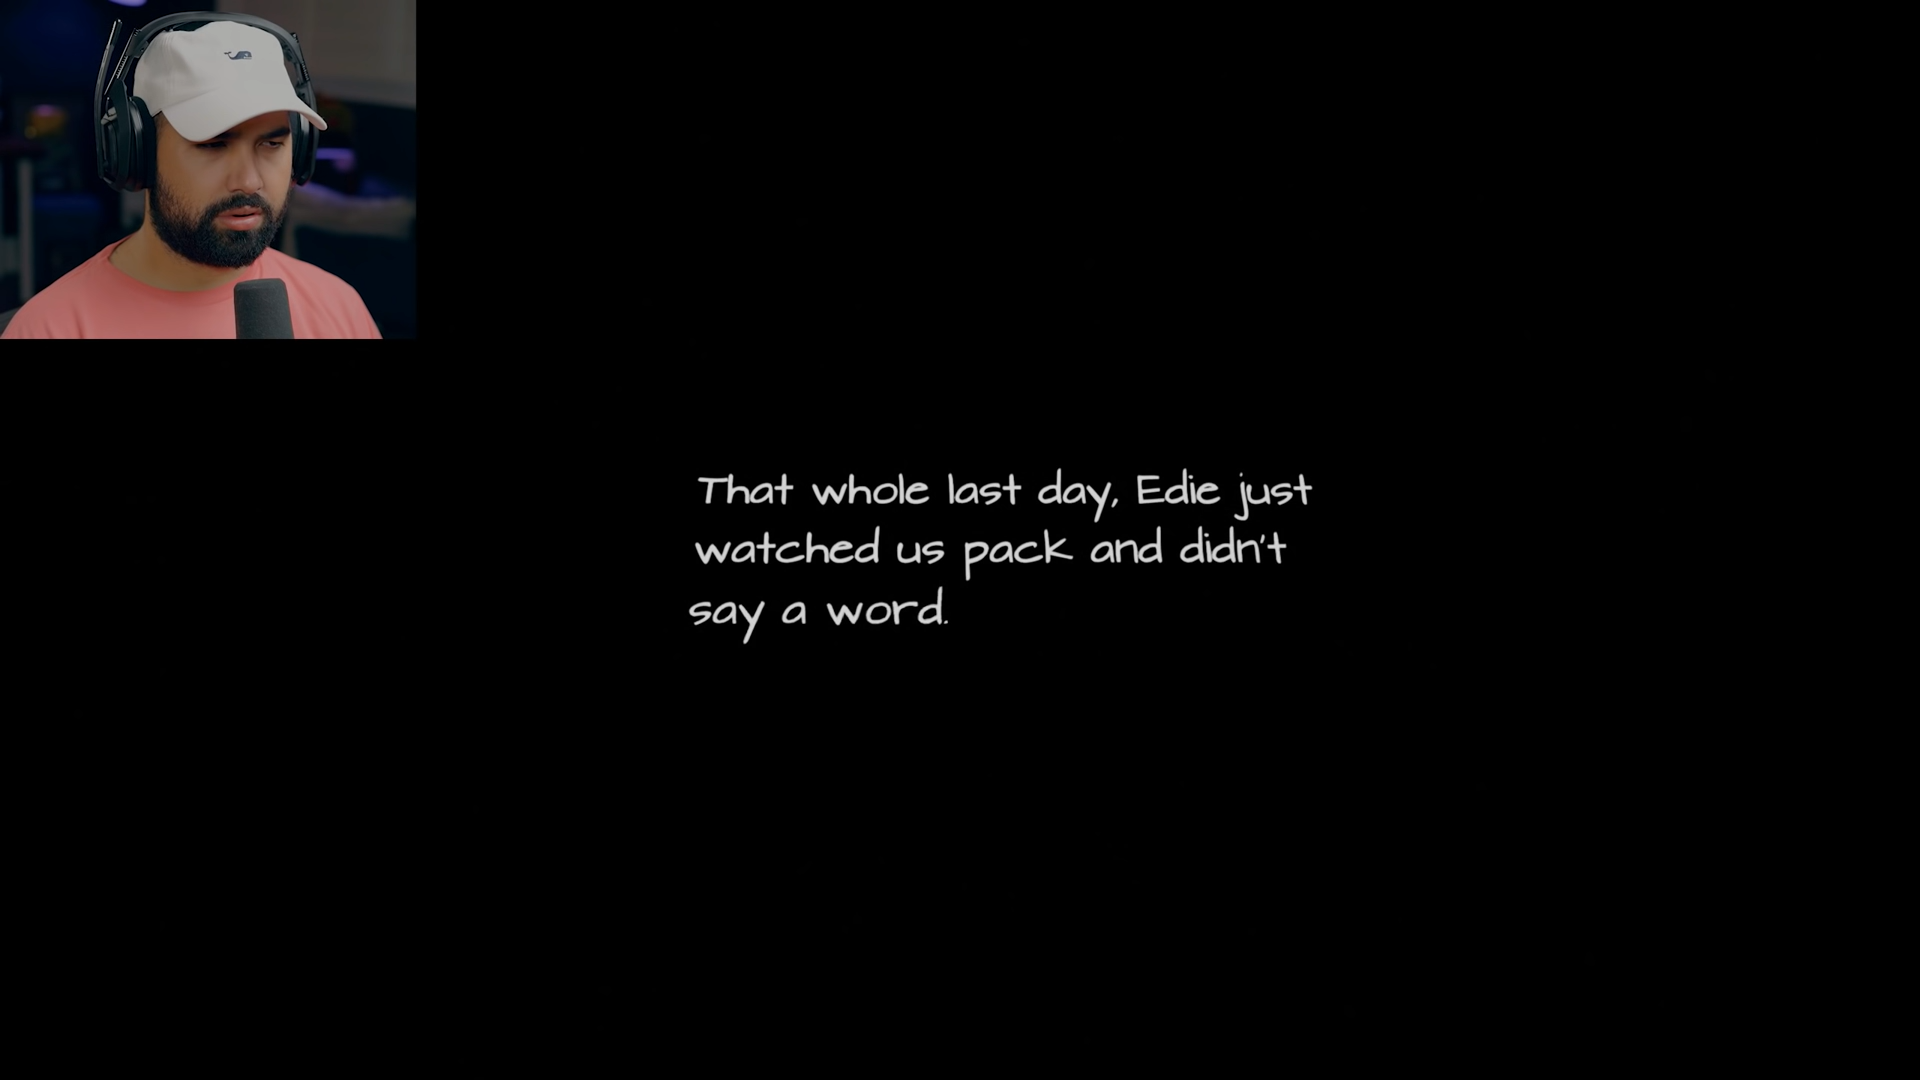 That whole last day, Edie just
watched us pack and didn't
say a word.